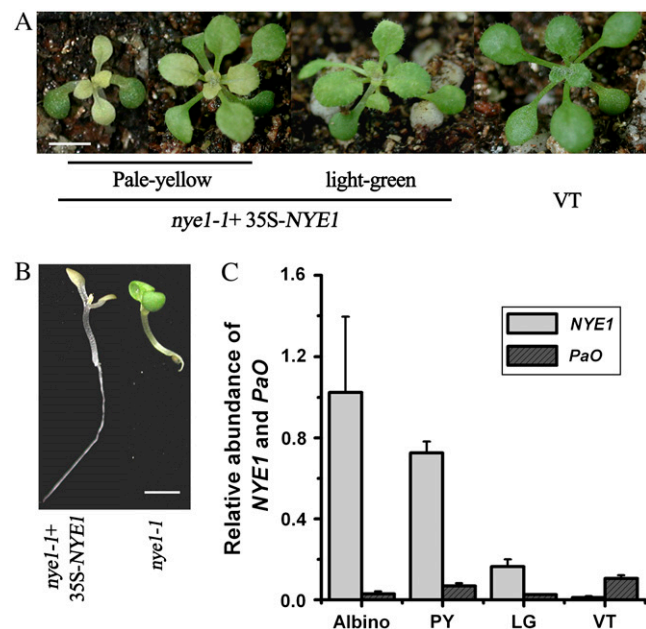 A
Pale-yellow
light-green
VT
nye1-1+ 35S-NYE1
B
nye1-1+
35S-NYE1
nye1-1
C
Relative abundance of
NYE1 and PaO
1.6
1.2
0.8
0.4
0.0
NYE1
PaO
Albino
PY
LG
VT